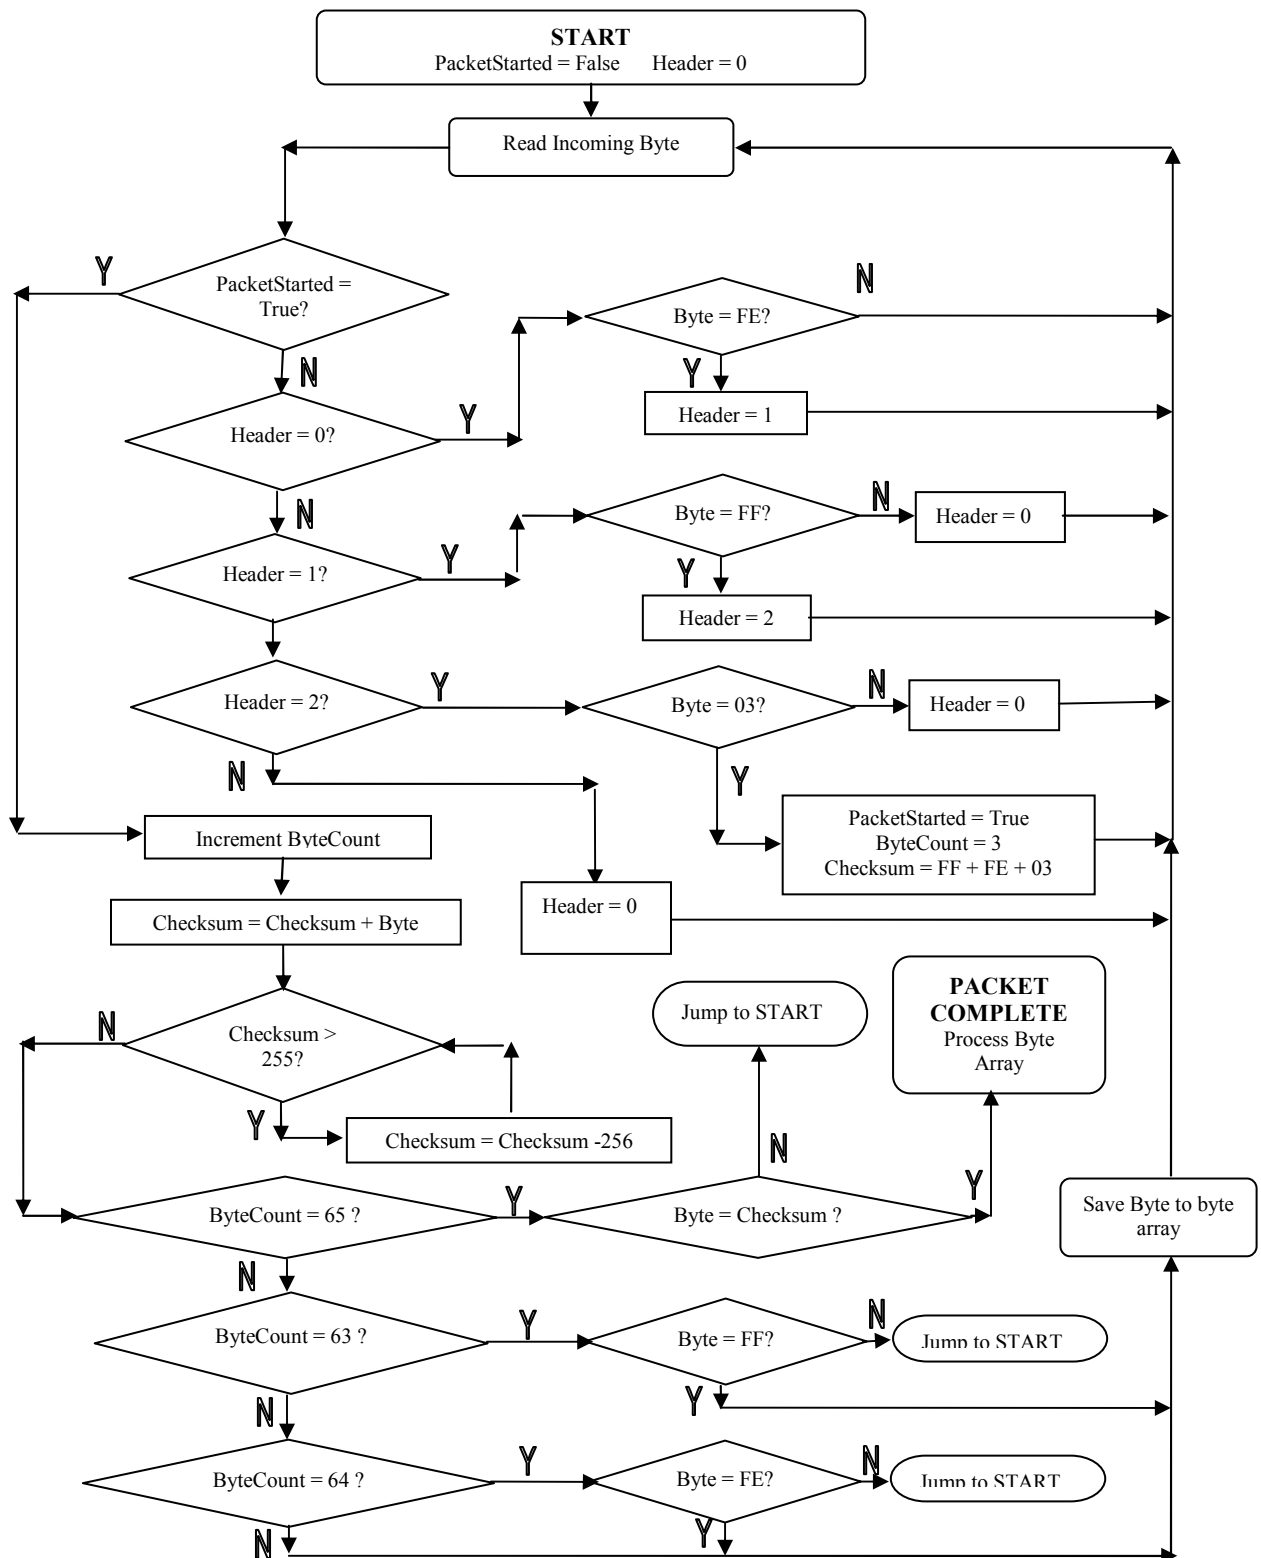 START
PacketStarted = False Header = 0
Read Incoming Byte
Y
PacketStarted =
True?
N
Byte = FE?
N
Y
Header = 1
Header = 0?
Y
N
Byte = FF?
N
Header = 0
Y
Header = 2
Header = 1?
Y
Header = 2?
Y
N
Byte = 03?
N
Header = 0
Y
PacketStarted = True
ByteCount = 3
Checksum = FF + FE + 03
Increment ByteCount
Header = 0
Checksum = Checksum + Byte
Checksum >
255?
N
Y
Checksum = Checksum -256
Jump to START
PACKET
COMPLETE
Process Byte
Array
N
Y
ByteCount = 65 ?
Y
Byte = Checksum ?
Save Byte to byte
array
N
ByteCount = 63 ?
Y
Byte = FF?
N
Jump to START
Y
N
ByteCount = 64 ?
Y
Byte = FE?
N
Jump to START
Y
N